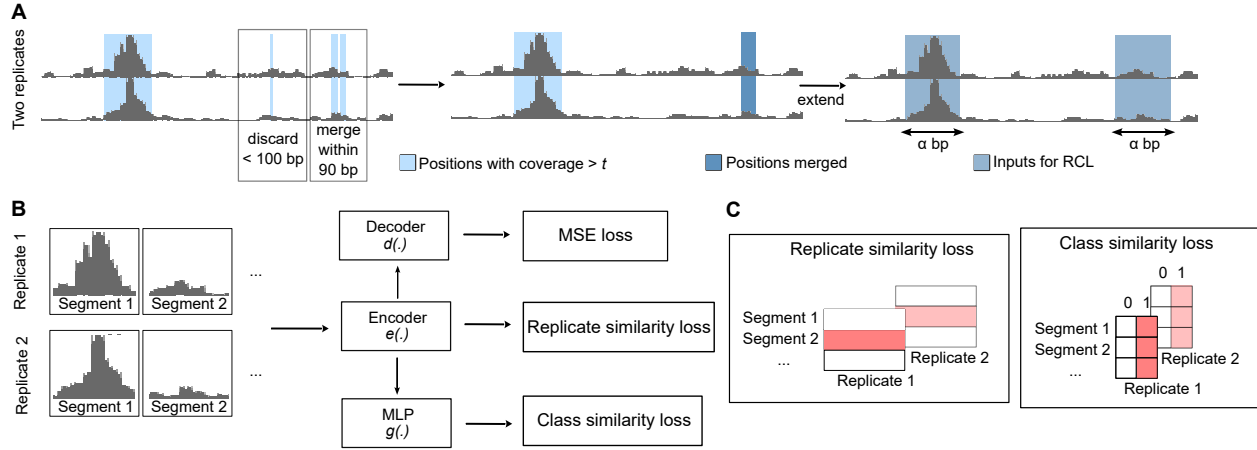 A
Two replicates
discard
< 100 bp
merge
within
90 bp
extend
α bp
α bp
Positions with coverage > t
Positions merged
Inputs for RCL
B
Replicate 1
Segment 1
Segment 2
...
Replicate 2
Segment 1
Segment 2
...
Decoder
d(.)
MSE loss
Encoder
e(.)
Replicate similarity loss
MLP
g(.)
Class similarity loss
C
Replicate similarity loss
Segment 1
Segment 2
...
Replicate 2
Replicate 1
Class similarity loss
0 1
0 1
Segment 1
Segment 2
...
Replicate 2
Replicate 1